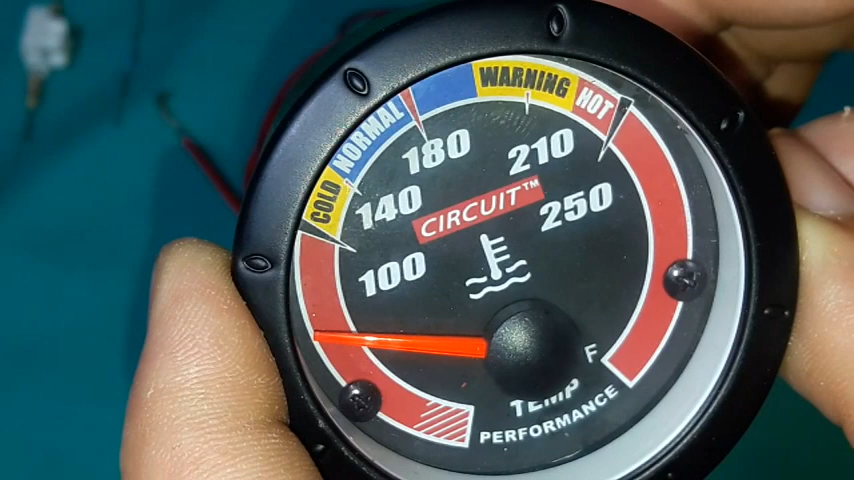 COLD NORMAL WARNING HOT
100 140 180 210 250
CIRCUIT™
F
TEMP
PERFORMANCE